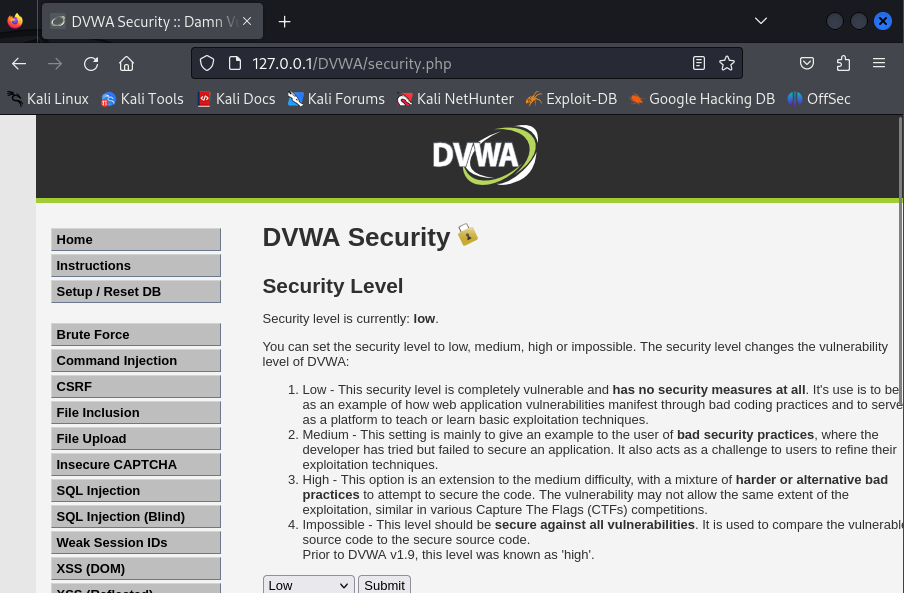 DVWA Security :: Damn V
127.0.0.1/DVWA/security.php
Kali Linux Kali Tools Kali Docs Kali Forums Kali NetHunter Exploit-DB Google Hacking DB OffSec
DVWA
Home
Instructions
Setup / Reset DB
Brute Force
Command Injection
CSRF
File Inclusion
File Upload
Insecure CAPTCHA
SQL Injection
SQL Injection (Blind)
Weak Session IDs
XSS (DOM)
XSS (Reflected)
DVWA Security
Security Level
Security level is currently: low.
You can set the security level to low, medium, high or impossible. The security level changes the vulnerability
level of DVWA:
1. Low - This security level is completely vulnerable and has no security measures at all. It's use is to be
as an example of how web application vulnerabilities manifest through bad coding practices and to serve
as a platform to teach or learn basic exploitation techniques.
2. Medium - This setting is mainly to give an example to the user of bad security practices, where the
developer has tried but failed to secure an application. It also acts as a challenge to users to refine their
exploitation techniques.
3. High - This option is an extension to the medium difficulty, with a mixture of harder or alternative bad
practices to attempt to secure the code. The vulnerability may not allow the same extent of the
exploitation, similar in various Capture The Flags (CTFs) competitions.
4. Impossible - This level should be secure against all vulnerabilities. It is used to compare the vulnerable
source code to the secure source code.
Prior to DVWA v1.9, this level was known as 'high'.
Low Submit